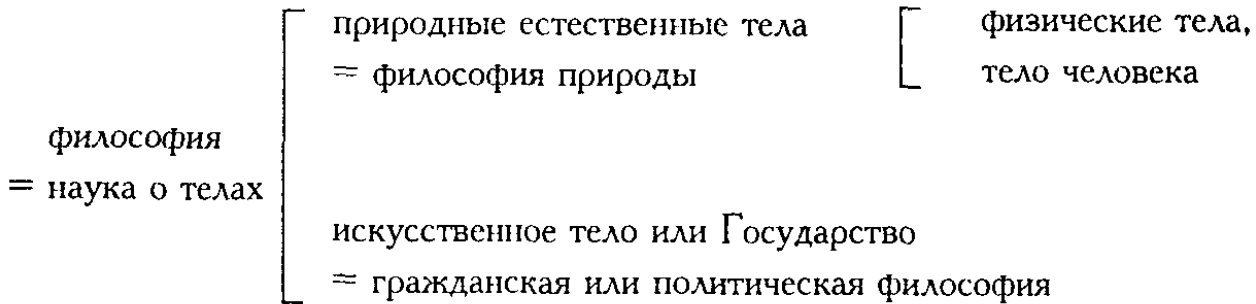 природные естественные тела
= философия природы
физические тела,
тело человека
философия
= наука о телах
искусственное тело или Государство
= гражданская или политическая философия